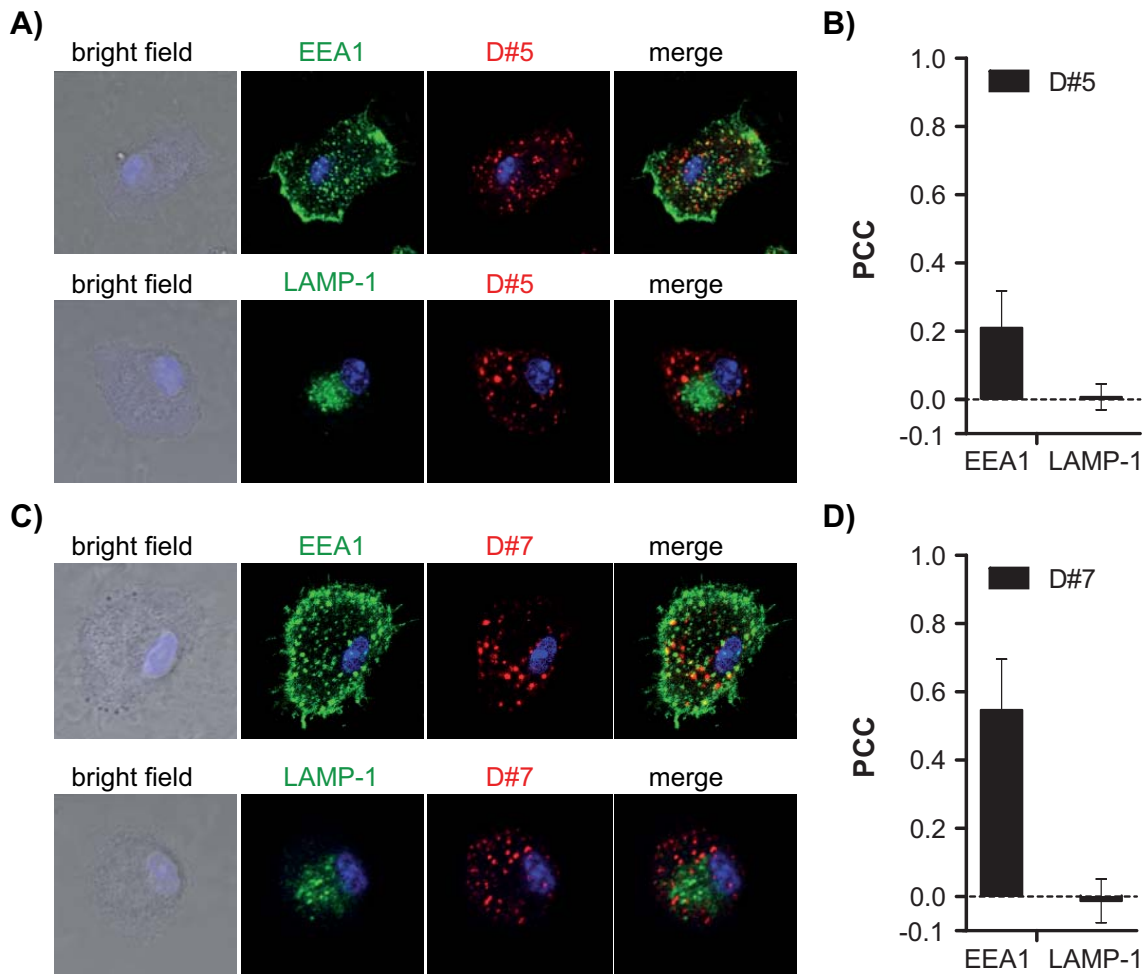 A)
bright field EEA1 D#5 merge
bright field LAMP-1 D#5 merge
B)
1.0
0.8
0.6
0.4
0.2
0.0
-0.1
PCC
D#5
EEA1 LAMP-1
C)
bright field EEA1 D#7 merge
bright field LAMP-1 D#7 merge
D)
1.0
0.8
0.6
0.4
0.2
0.0
-0.1
PCC
D#7
EEA1 LAMP-1